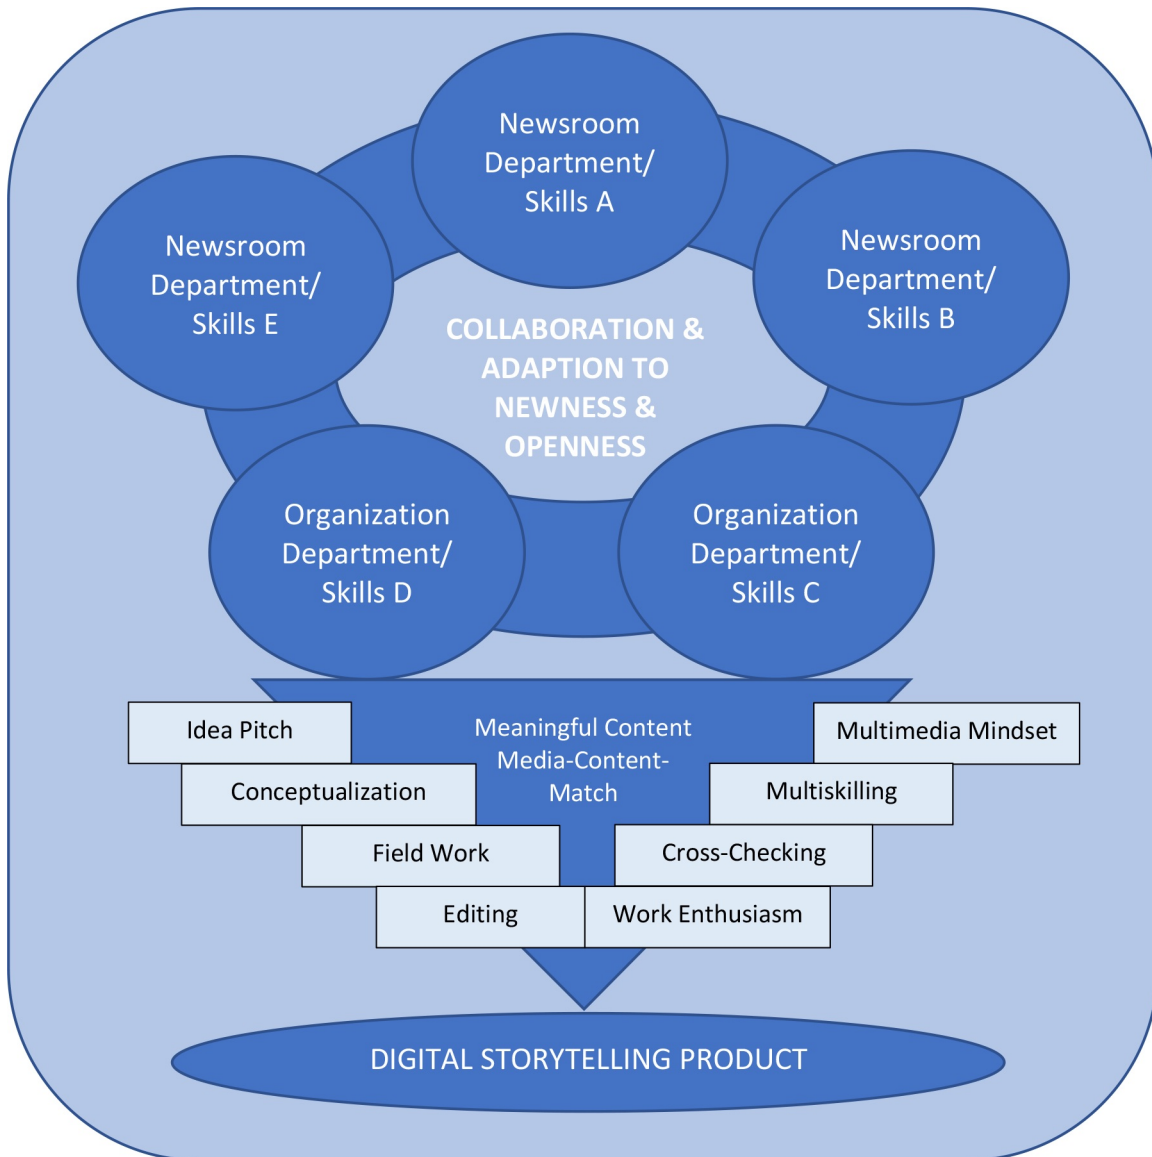 Newsroom
Department/
Skills A
Newsroom
Department/
Skills B
Newsroom
Department/
Skills E
COLLABORATION &
ADAPTION TO
NEWNESS &
OPENNESS
Organization
Department/
Skills D
Organization
Department/
Skills C
Meaningful Content
Media-Content-
Match
Idea Pitch
Multimedia Mindset
Conceptualization
Multiskilling
Field Work
Cross-Checking
Editing
Work Enthusiasm
DIGITAL STORYTELLING PRODUCT